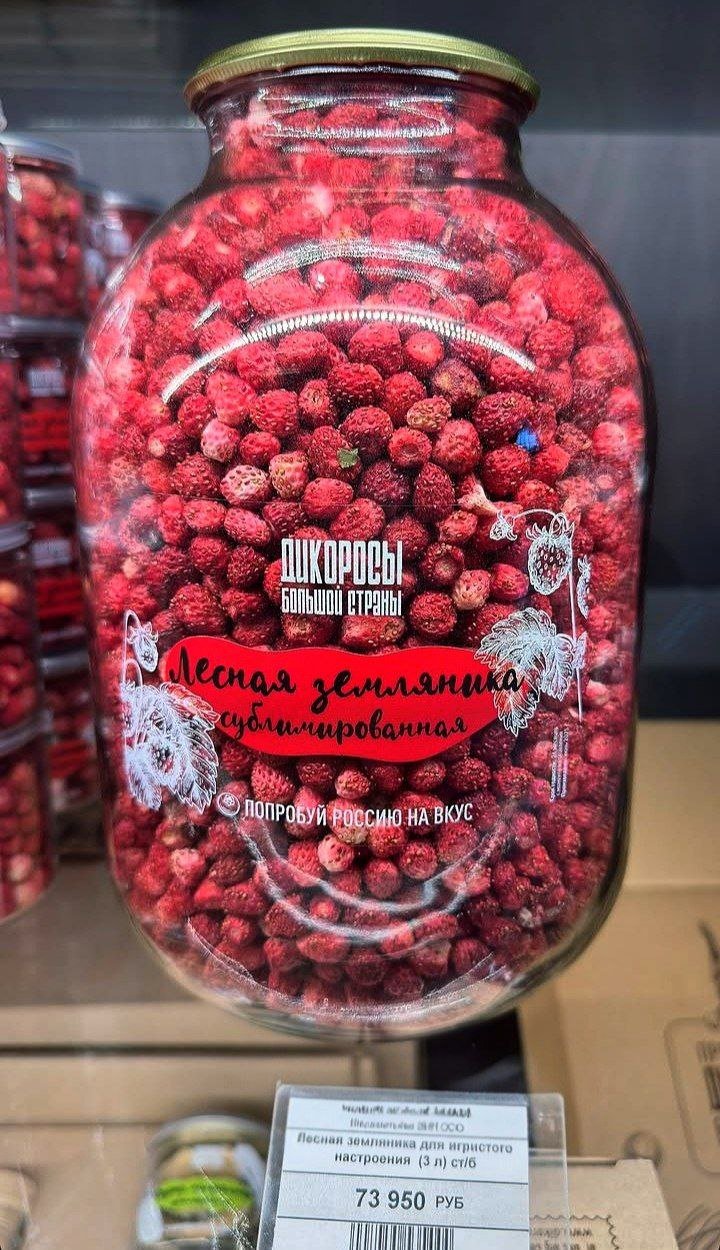 ДИКОРОСЫ
БОЛЬШОЙ СТРАНЫ
Лесная земляника
сублимированная
ПОПРОБУЙ РОССИЮ НА ВКУС
Лесная земляника для игристого
настроения (3 л) ст/б
73 950 РУБ